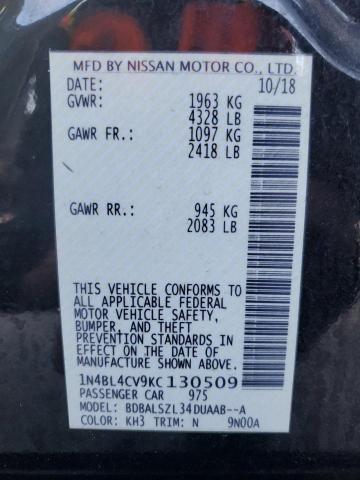 MFD BY NISSAN MOTOR CO., LTD.
DATE: 10/18
GVWR: 1963 KG
4328 LB
GAWR FR.: 1097 KG
2418 LB
GAWR RR.: 945 KG
2083 LB
THIS VEHICLE CONFORMS TO
ALL APPLICABLE FEDERAL
MOTOR VEHICLE SAFETY,
BUMPER, AND THEFT
PREVENTION STANDARDS IN
EFFECT ON THE DATE OF
MANUFACTURE SHOWN ABOVE.
1N4BL4CV9KC130509
PASSENGER CAR 975
MODEL: BDBALSZL34DUAAB--A
COLOR: KH3 TRIM: N 9N00A